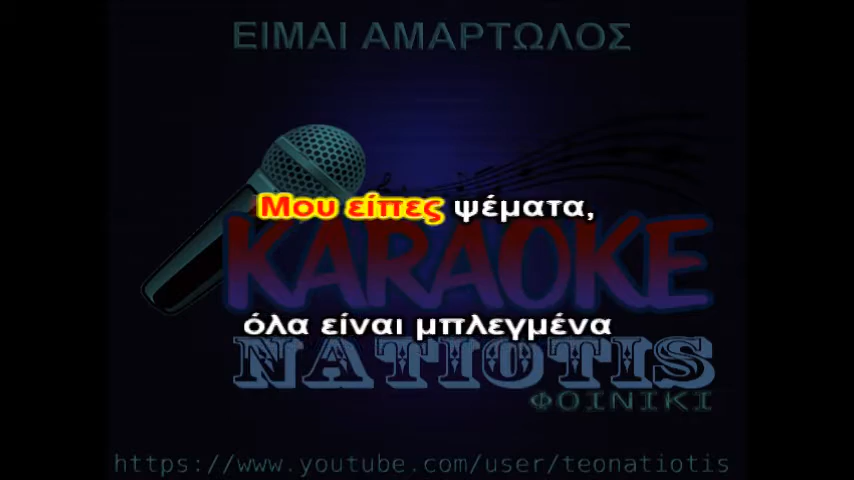 ΕΙΜΑΙ ΑΜΑΡΤΩΛΟΣ
Μου είπες ψέματα,
KARAOKE
όλα είναι μπλεγμένα
NATIOTIS
ΦΟΙΝΙΚΙ
https://www.youtube.com/user/teonatiotis